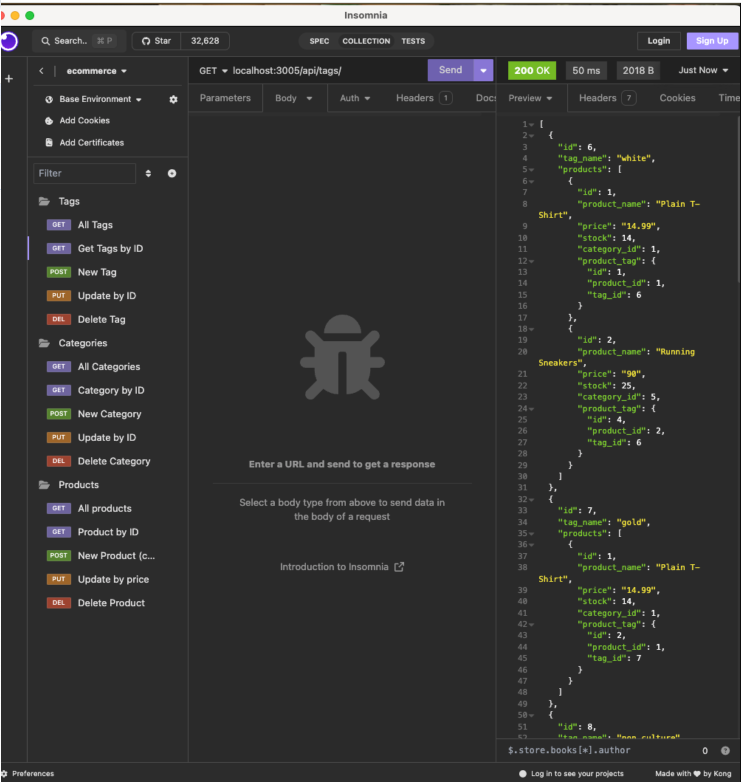 Insomnia
Search.. ⌘ P
Star 32,628
SPEC COLLECTION TESTS
Login Sign Up
ecommerce
Base Environment
Add Cookies
Add Certificates
Filter
Tags
GET All Tags
GET Get Tags by ID
POST New Tag
PUT Update by ID
DEL Delete Tag
Categories
GET All Categories
GET Category by ID
POST New Category
PUT Update by ID
DEL Delete Category
Products
GET All products
GET Product by ID
POST New Product (c...
PUT Update by price
DEL Delete Product
GET localhost:3005/api/tags/ Send
Parameters Body Auth Headers 1 Docs
Enter a URL and send to get a response
Select a body type from above to send data in
the body of a request
Introduction to Insomnia
200 OK 50 ms 2018 B Just Now
Preview Headers 7 Cookies Time
1 [
2 {
3 "id": 6,
4 "tag_name": "white",
5 "products": [
6 {
7 "id": 1,
8 "product_name": "Plain T-
Shirt",
9 "price": "14.99",
10 "stock": 14,
11 "category_id": 1,
12 "product_tag": {
13 "id": 1,
14 "product_id": 1,
15 "tag_id": 6
16 }
17 },
18 {
19 "id": 2,
20 "product_name": "Running
Sneakers",
21 "price": "90",
22 "stock": 25,
23 "category_id": 5,
24 "product_tag": {
25 "id": 4,
26 "product_id": 2,
27 "tag_id": 6
28 }
29 }
30 ]
31 },
32 {
33 "id": 7,
34 "tag_name": "gold",
35 "products": [
36 {
37 "id": 1,
38 "product_name": "Plain T-
Shirt",
39 "price": "14.99",
40 "stock": 14,
41 "category_id": 1,
42 "product_tag": {
43 "id": 2,
44 "product_id": 1,
45 "tag_id": 7
46 }
47 }
48 ]
49 },
50 {
51 "id": 8,
52 "tag_name": "pop culture"
$.store.books[*].author 0
Preferences
Log in to see your projects Made with ♥ by Kong